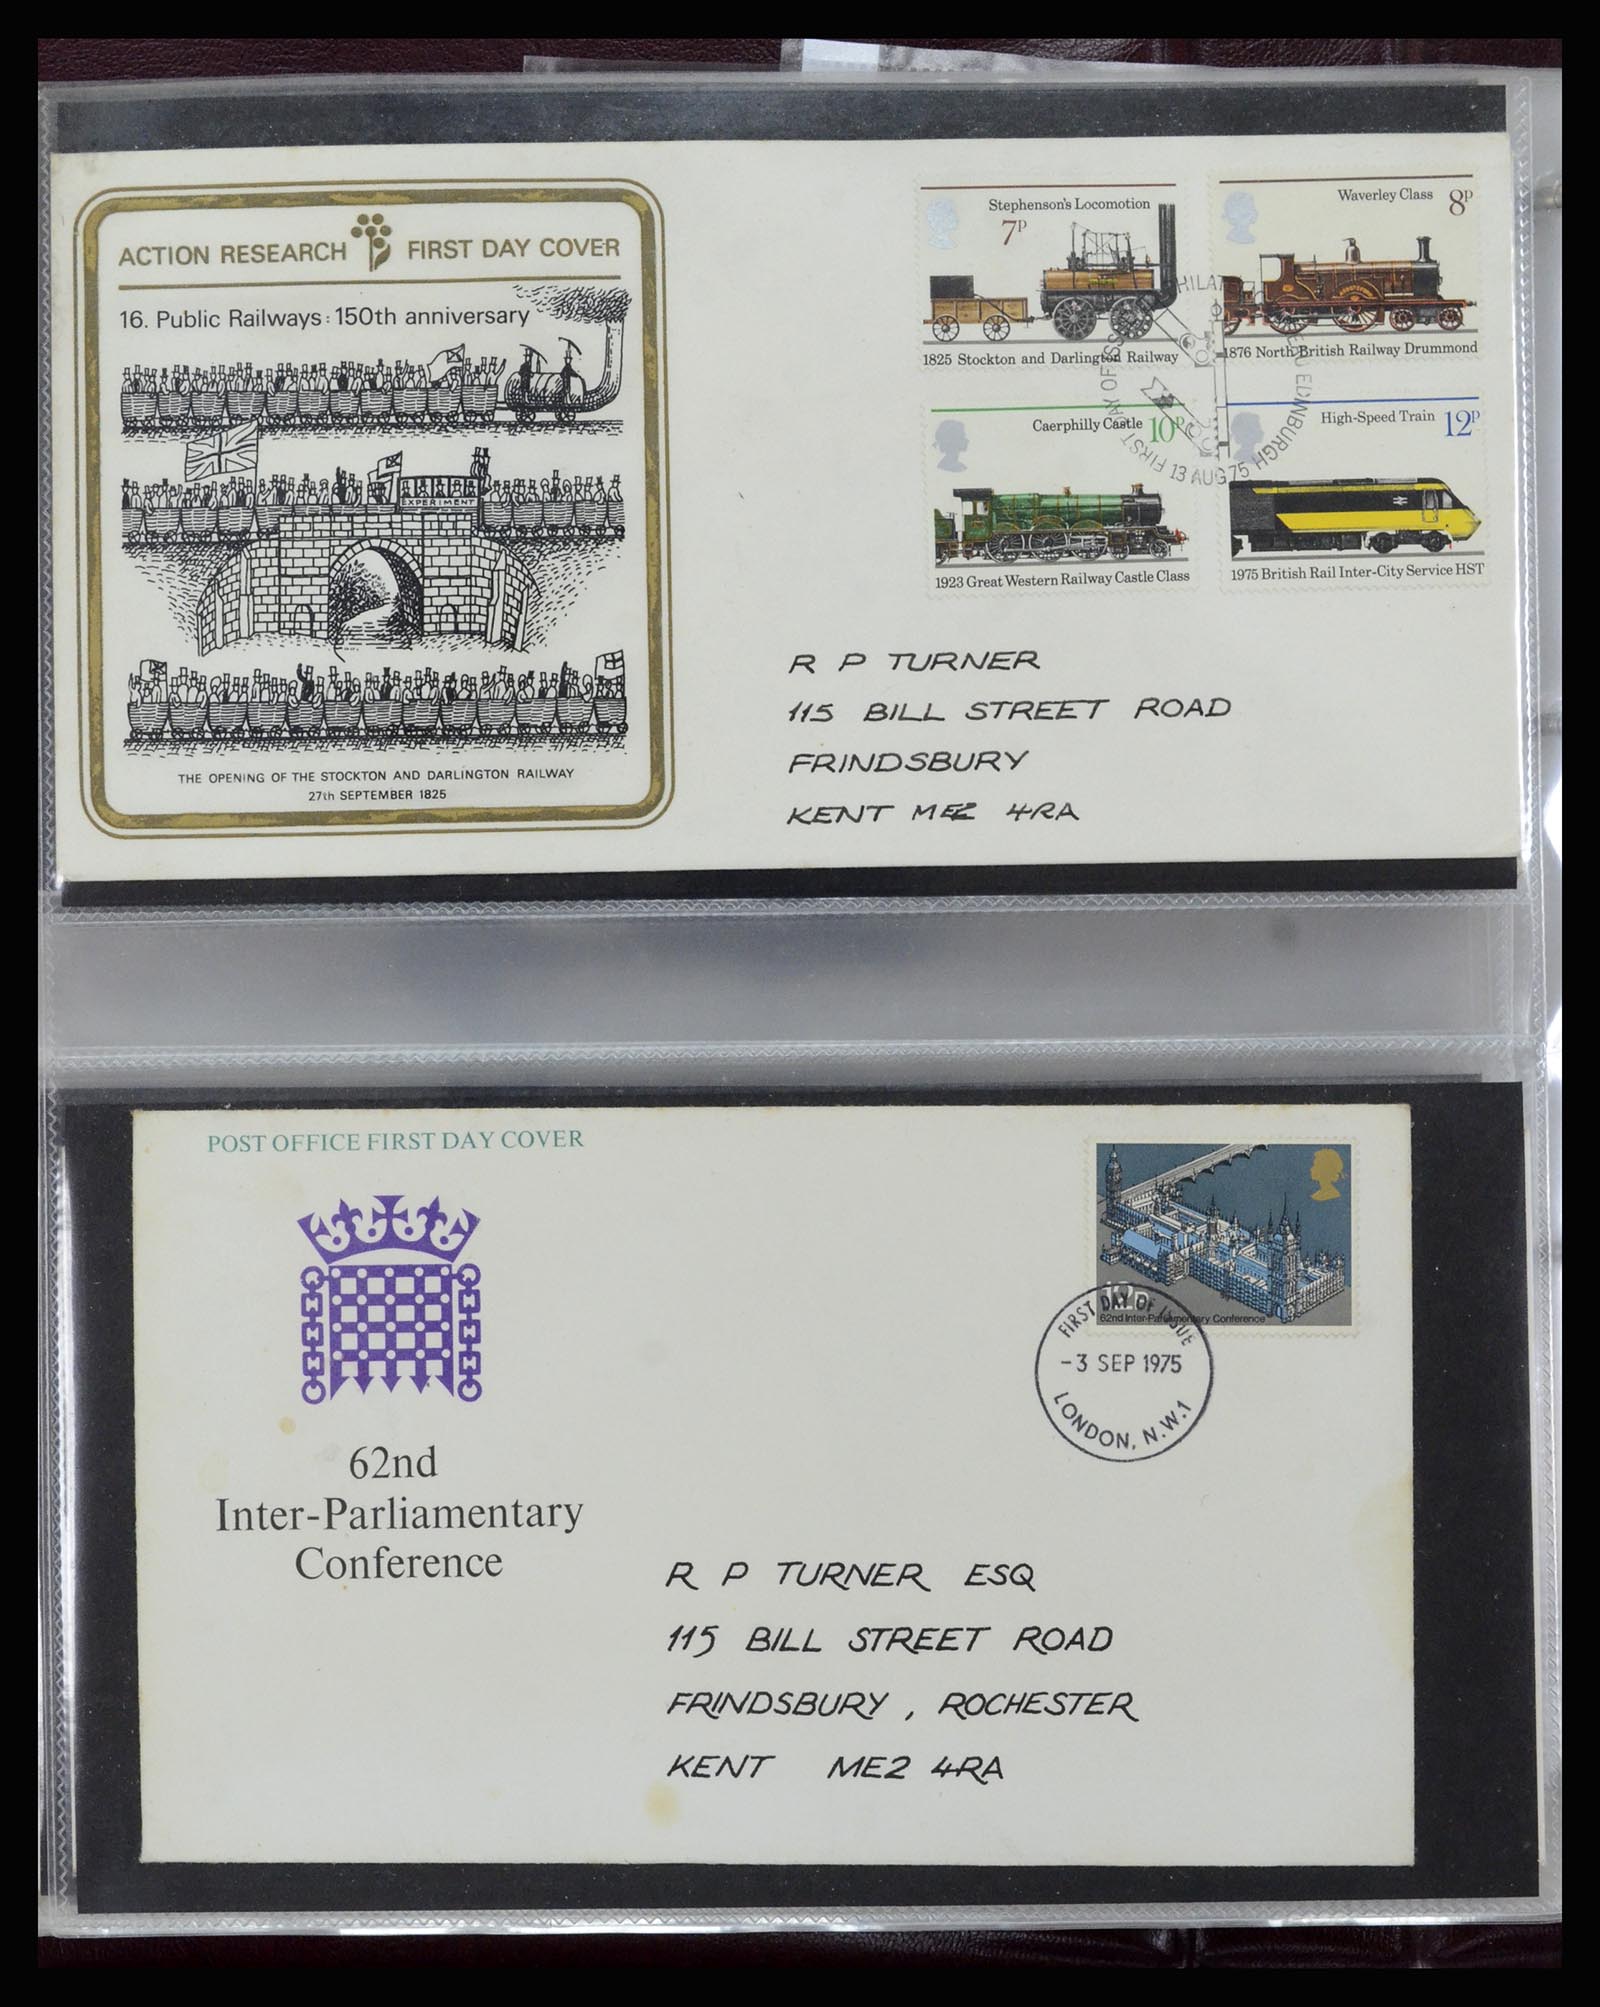 ACTION RESEARCH FIRST DAY COVER
16. Public Railways: 150th anniversary
EXPERIMENT
THE OPENING OF THE STOCKTON AND DARLINGTON RAILWAY
27th SEPTEMBER 1825
Stephenson's Locomotion
7P
1825 Stockton and Darlington Railway
Waverley Class 8P
1876 North British Railway Drummond
Caerphilly Castle 10P
1923 Great Western Railway Castle Class
High-Speed Train 12P
1975 British Rail Inter-City Service HST
FIRST DAY OF
13 AUG 75
EDINBURGH
R P TURNER
115 BILL STREET ROAD
FRINDSBURY
KENT ME2 4RA
POST OFFICE FIRST DAY COVER
62nd
Inter-Parliamentary
Conference
12p
62nd Inter-Parliamentary Conference
FIRST DAY OF ISSUE
-3 SEP 1975
LONDON, N.W.1
R P TURNER ESQ
115 BILL STREET ROAD
FRINDSBURY, ROCHESTER
KENT ME2 4RA